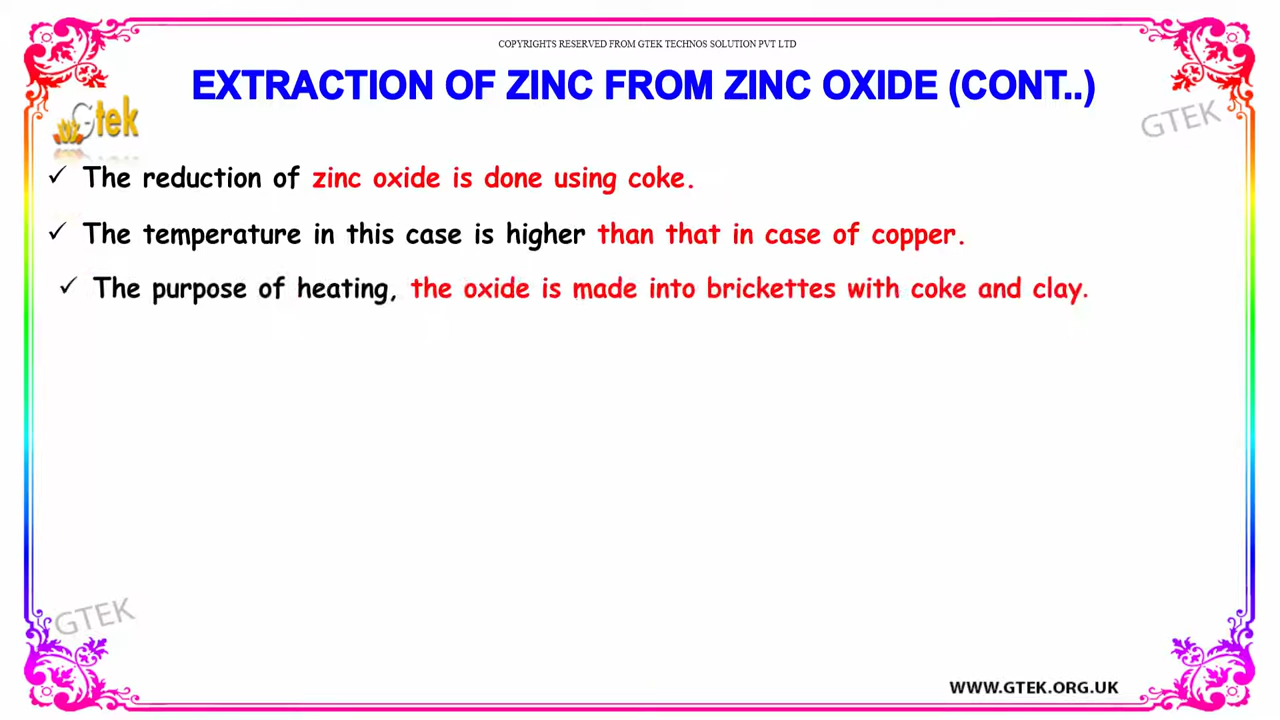 COPYRIGHTS RESERVED FROM GTEK TECHNOS SOLUTION PVT LTD
EXTRACTION OF ZINC FROM ZINC OXIDE (CONT..)
Gtek
GTEK
✓ The reduction of zinc oxide is done using coke.
✓ The temperature in this case is higher than that in case of copper.
✓ The purpose of heating, the oxide is made into brickettes with coke and clay.
GTEK
WWW.GTEK.ORG.UK